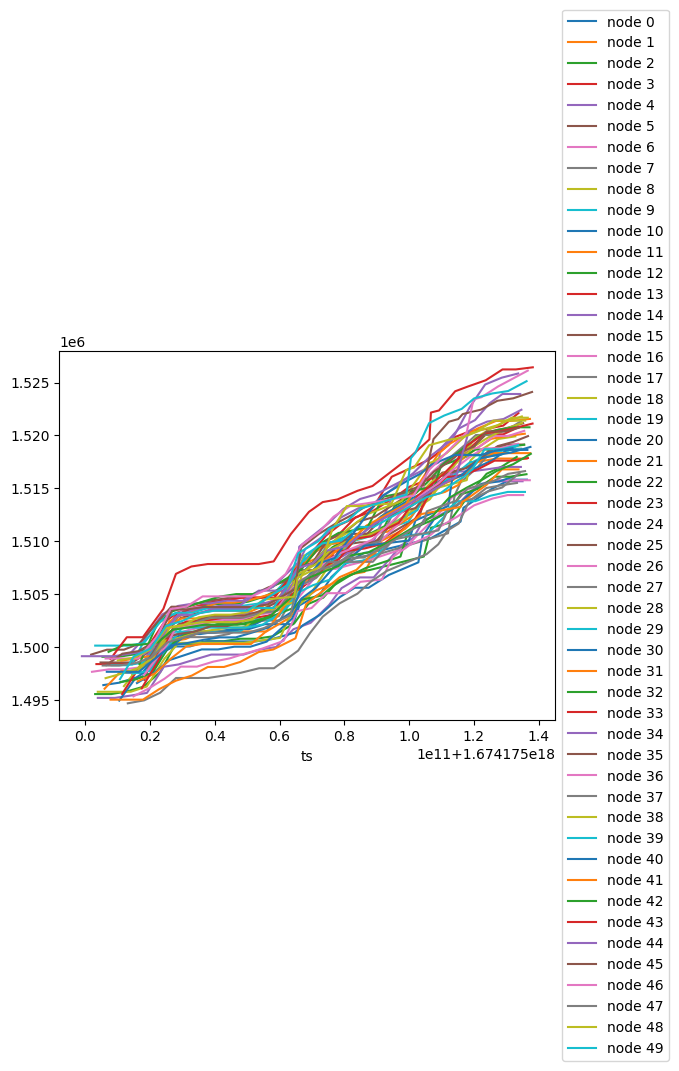 1e6
1.525
1.520
1.515
1.510
1.505
1.500
1.495
0.0 0.2 0.4 0.6 0.8 1.0 1.2 1.4
ts
1e11+1.674175e18
node 0
node 1
node 2
node 3
node 4
node 5
node 6
node 7
node 8
node 9
node 10
node 11
node 12
node 13
node 14
node 15
node 16
node 17
node 18
node 19
node 20
node 21
node 22
node 23
node 24
node 25
node 26
node 27
node 28
node 29
node 30
node 31
node 32
node 33
node 34
node 35
node 36
node 37
node 38
node 39
node 40
node 41
node 42
node 43
node 44
node 45
node 46
node 47
node 48
node 49